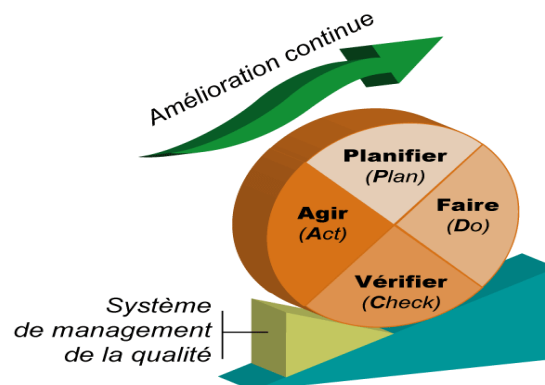 Amélioration continue
Planifier
(Plan)
Faire
(Do)
Agir
(Act)
Vérifier
(Check)
Système
de management
de la qualité